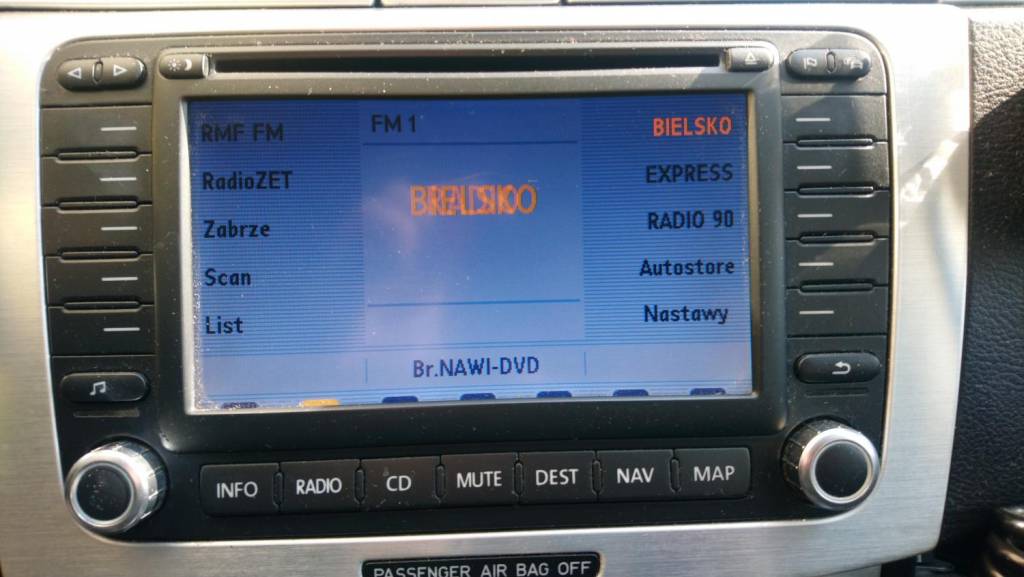 RMF FM
FM 1
BIELSKO
RadioZET
EXPRESS
Zabrze
RADIO 90
Scan
Autostore
List
Nastawy
Br.NAWI-DVD
INFO
RADIO
CD
MUTE
DEST
NAV
MAP
PASSENGER AIR BAG OFF